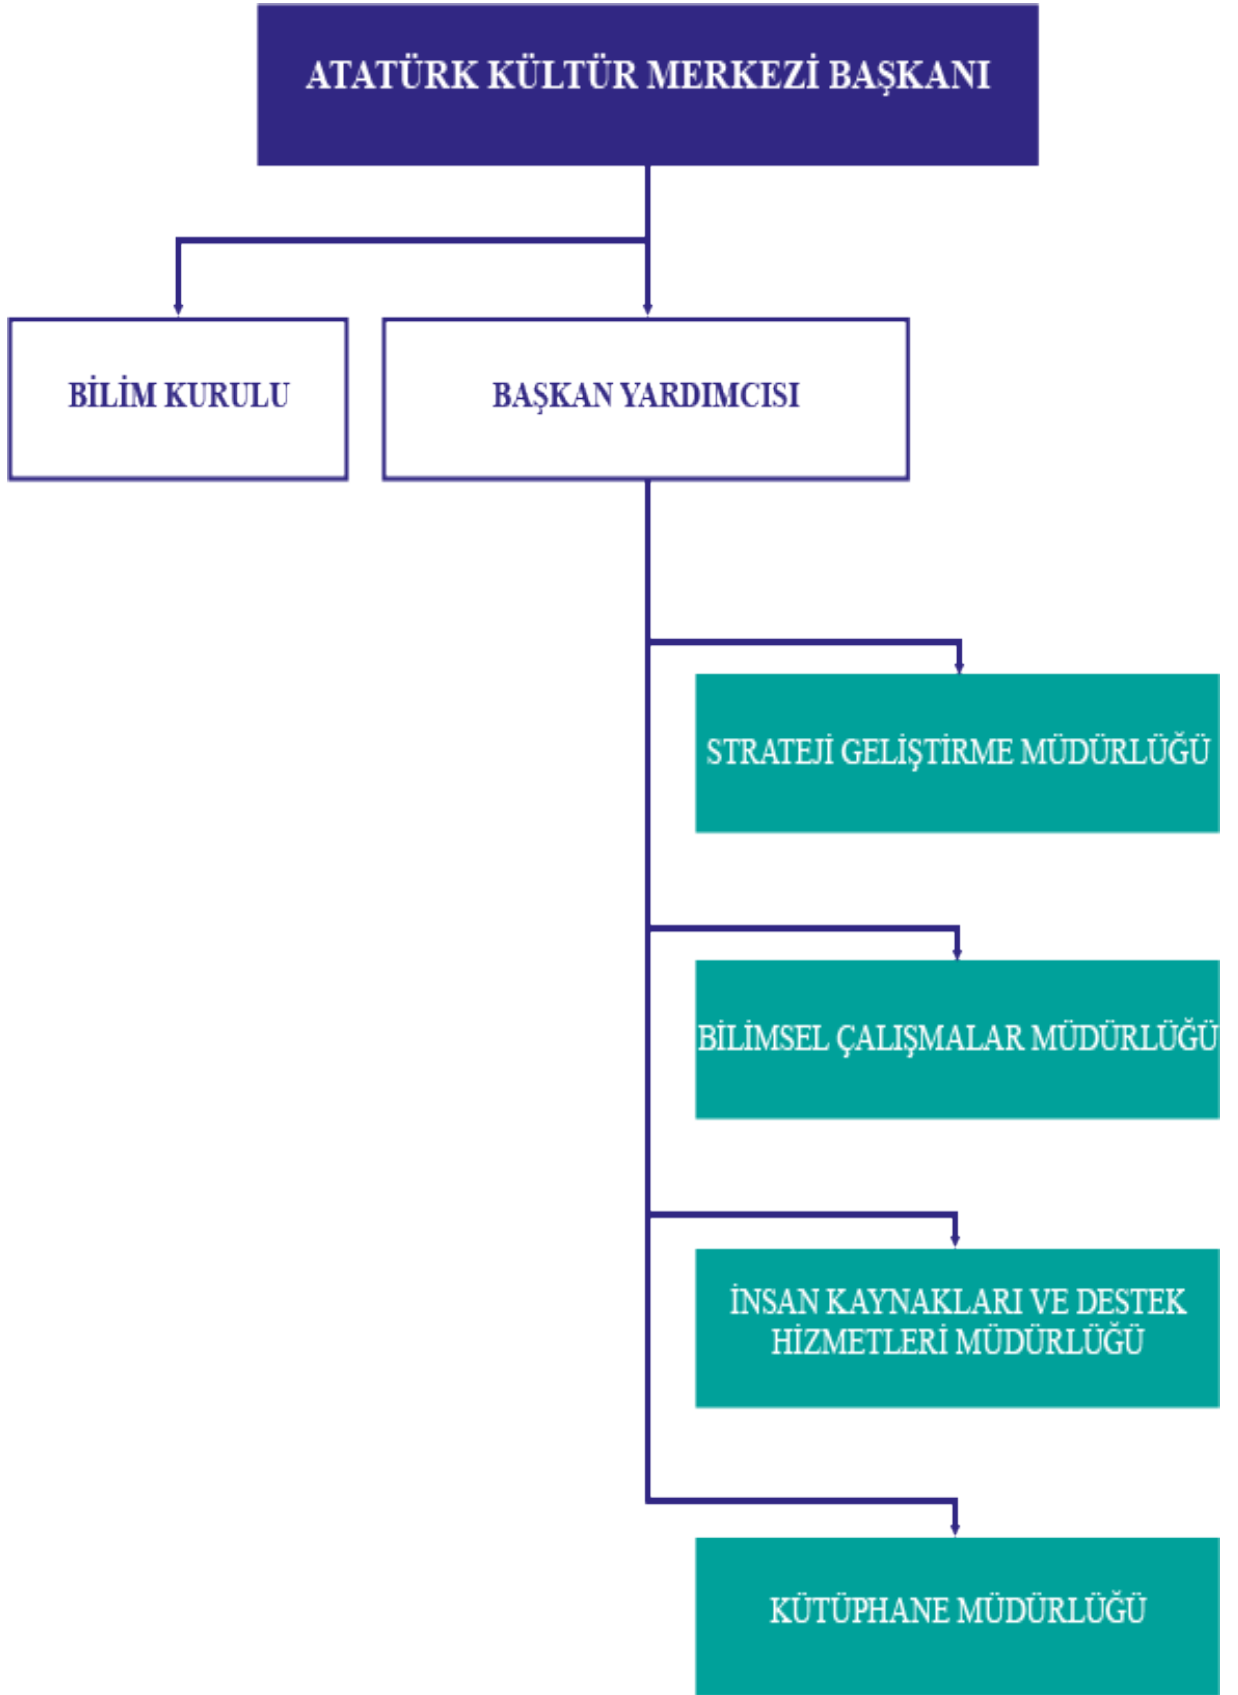 ATATÜRK KÜLTÜR MERKEZİ BAŞKANI
BİLİM KURULU
BAŞKAN YARDIMCISI
STRATEJİ GELİŞTİRME MÜDÜRLÜĞÜ
BİLİMSEL ÇALIŞMALAR MÜDÜRLÜĞÜ
İNSAN KAYNAKLARI VE DESTEK
HİZMETLERİ MÜDÜRLÜĞÜ
KÜTÜPHANE MÜDÜRLÜĞÜ